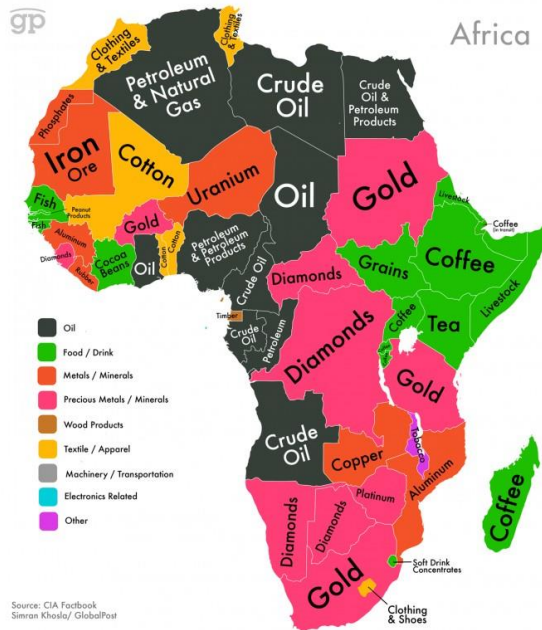 gp
Africa
Clothing
& Textiles
Clothing
& Textiles
Petroleum
& Natural
Gas
Crude
Oil
Crude
Oil &
Petroleum
Products
Phosphates
Iron
Ore
Cotton
Uranium
Oil
Gold
Fish
Peanut
Products
Fish
Gold
Aluminum
Diamonds
Rubber
Cocoa
Beans
Oil
Cotton
Cotton
Petroleum
& Petroleum
Products
Crude Oil
Diamonds
Grains
Livestock
Coffee
(in transit)
Coffee
Livestock
Timber
Crude
Oil
Petroleum
Diamonds
Coffee
Tea
Gold
Crude
Oil
Copper
Tobacco
Aluminum
Coffee
Diamonds
Diamonds
Platinum
Gold
Soft Drink
Concentrates
Clothing
& Shoes
Oil
Food / Drink
Metals / Minerals
Precious Metals / Minerals
Wood Products
Textile / Apparel
Machinery / Transportation
Electronics Related
Other
Source: CIA Factbook
Simran Khosla/ GlobalPost